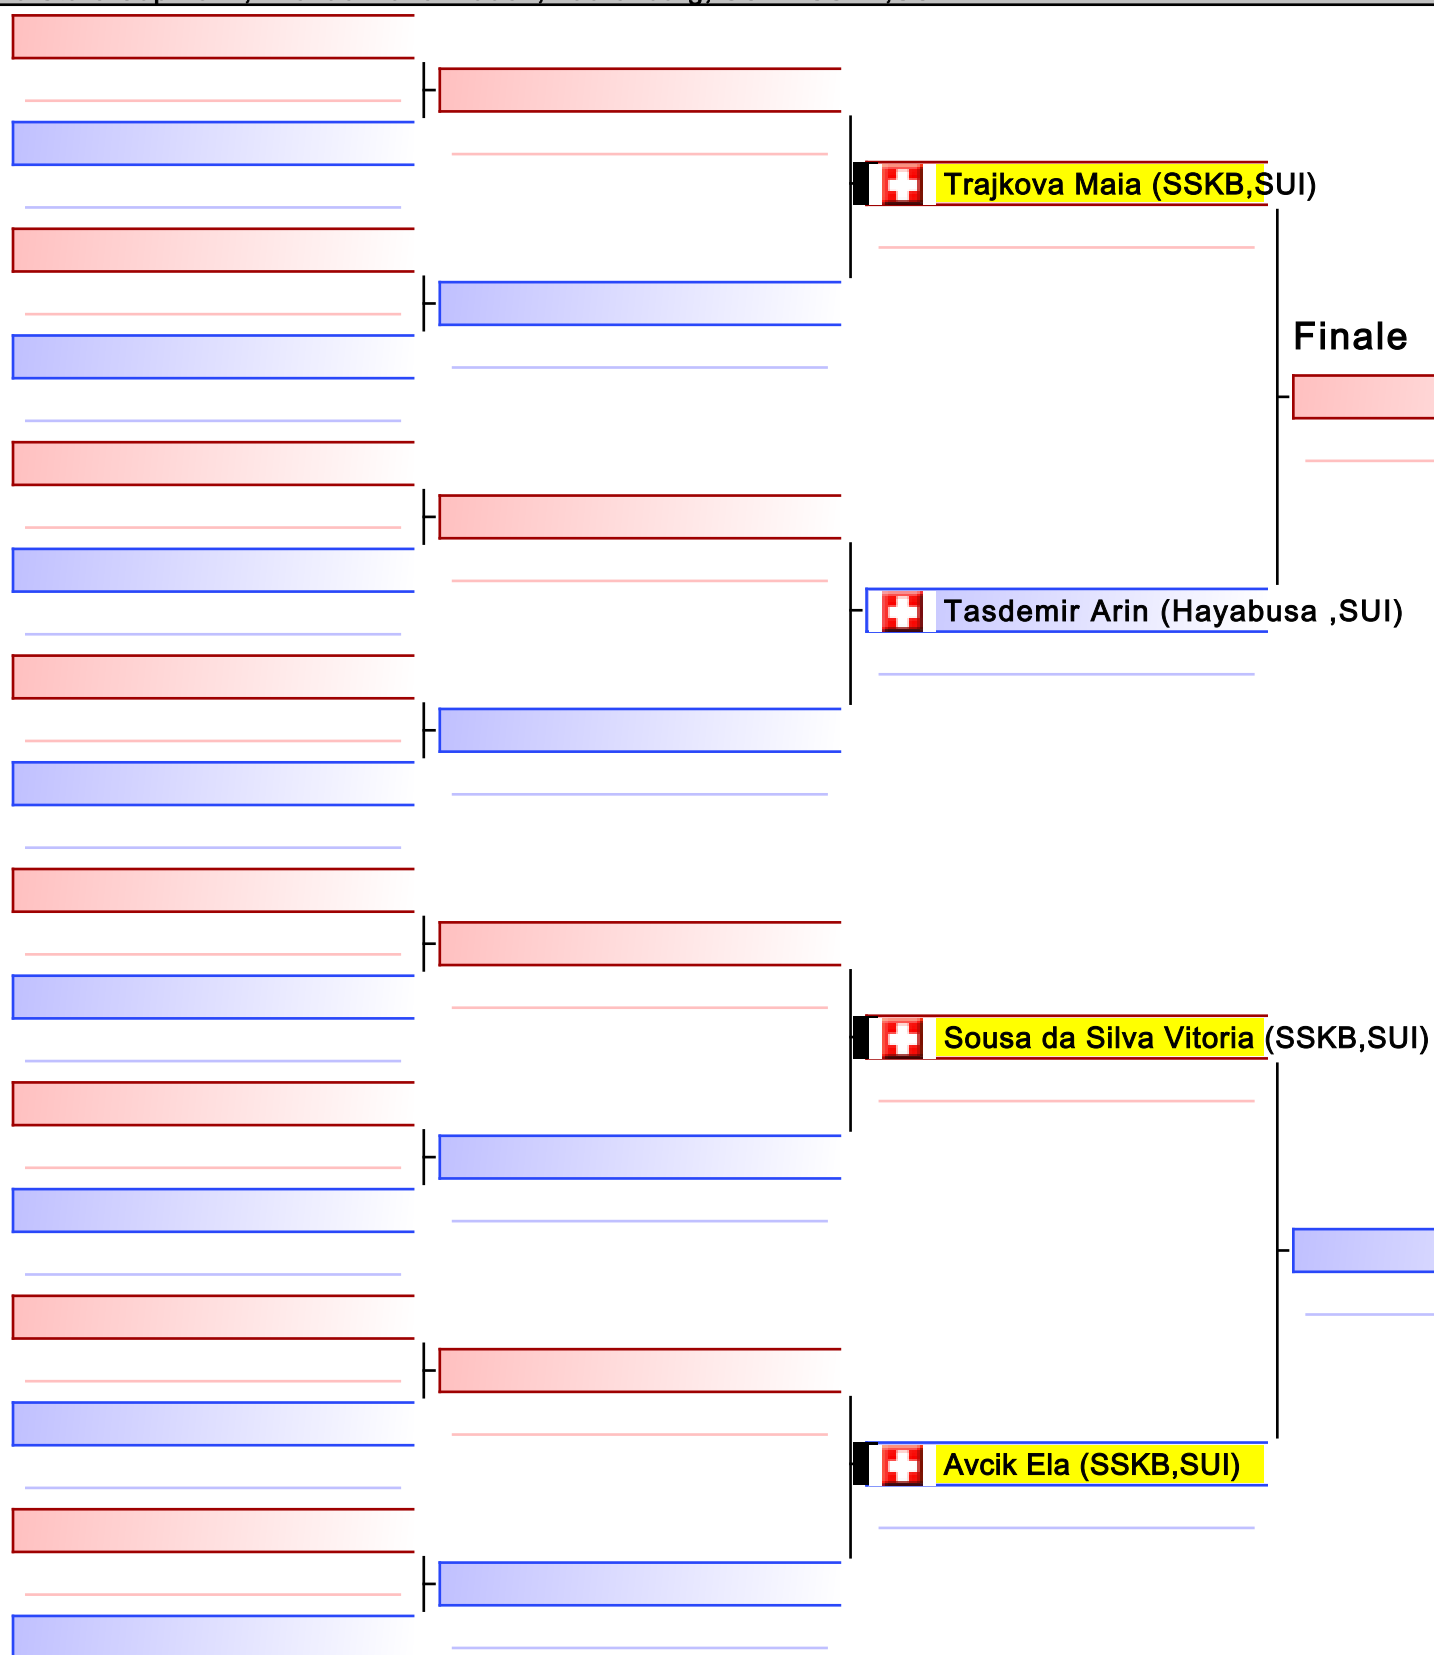 Trajkova Maia (SSKB,SUI)
Finale
Tasdemir Arin (Hayabusa ,SUI)
Sousa da Silva Vitoria (SSKB,SUI)
Avcik Ela (SSKB,SUI)